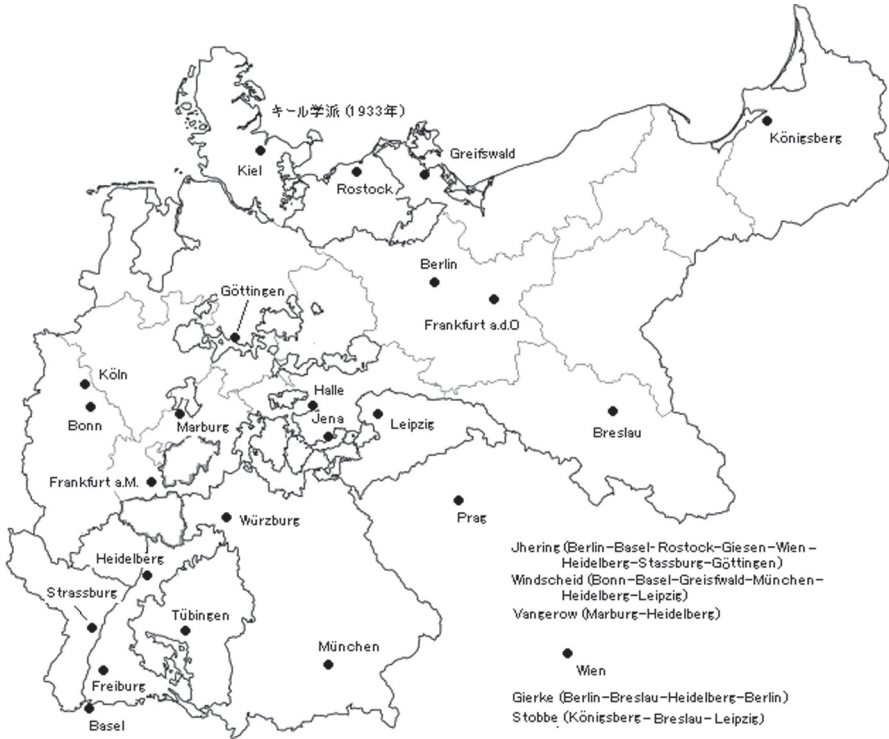 キール学派 (1933年)
Königsberg
Greifswald
Kiel
Rostock
Berlin
Göttingen
Frankfurt a.d.O
Köln
Halle
Bonn
Marburg
Jena
Leipzig
Breslau
Frankfurt a.M.
Prag
Würzburg
Jhering (Berlin-Basel-Rostock-Giesen-Wien-
Heidelberg-Stassburg-Göttingen)
Windscheid (Bonn-Basel-Greisfwald-München-
Heidelberg-Leipzig)
Vangerow (Marburg-Heidelberg)
Heidelberg
Strassburg
Tübingen
München
Wien
Freiburg
Basel
Gierke (Berlin-Breslau-Heidelberg-Berlin)
Stobbe (Königsberg-Breslau-Leipzig)